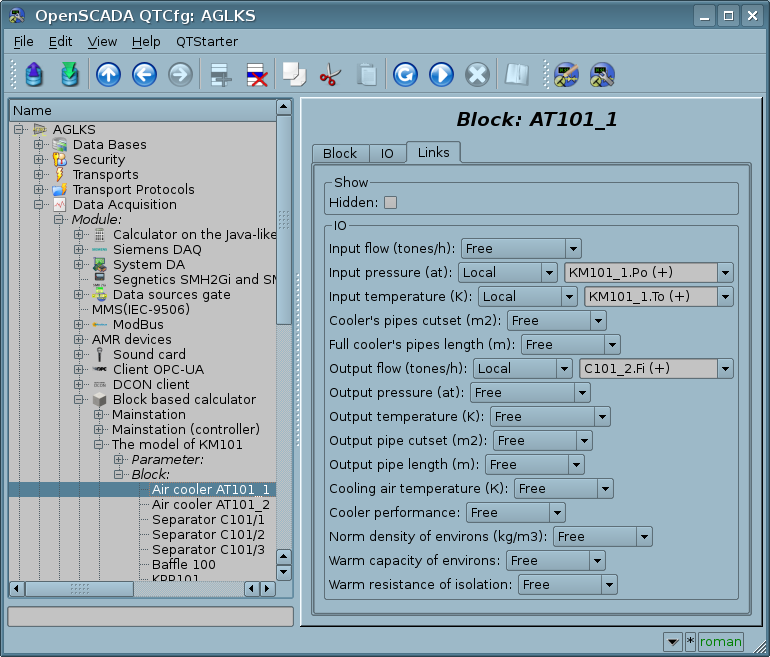 OpenSCADA QTCfg: AGLKS
File Edit View Help QTStarter
Name
AGLKS
Data Bases
Security
Transports
Transport Protocols
Data Acquisition
Module:
Calculator on the Java-like
Siemens DAQ
System DA
Segnetics SMH2Gi and SM
Data sources gate
MMS(IEC-9506)
ModBus
AMR devices
Sound card
Client OPC-UA
DCON client
Block based calculator
Mainstation
Mainstation (controller)
The model of KM101
Parameter:
Block:
Air cooler AT101_1
Air cooler AT101_2
Separator C101/1
Separator C101/2
Separator C101/3
Baffle 100
KPP101
Block: AT101_1
Block IO Links
Show
Hidden:
IO
Input flow (tones/h): Free
Input pressure (at): Local KM101_1.Po (+)
Input temperature (K): Local KM101_1.To (+)
Cooler's pipes cutset (m2): Free
Full cooler's pipes length (m): Free
Output flow (tones/h): Local C101_2.Fi (+)
Output pressure (at): Free
Output temperature (K): Free
Output pipe cutset (m2): Free
Output pipe length (m): Free
Cooling air temperature (K): Free
Cooler performance: Free
Norm density of environs (kg/m3): Free
Warm capacity of environs: Free
Warm resistance of isolation: Free
* roman